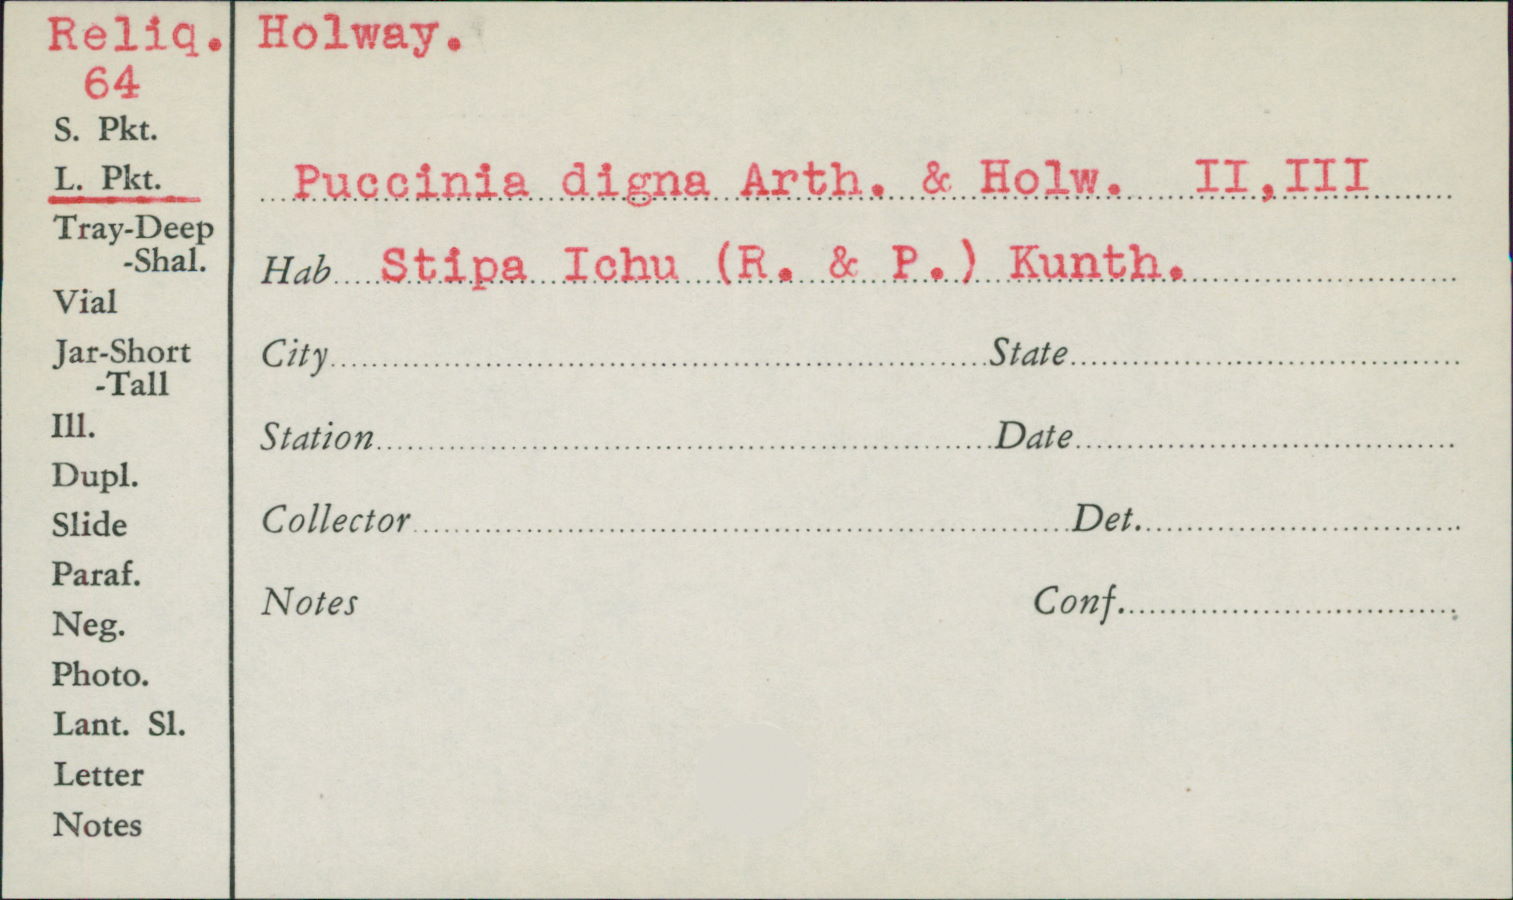 Reliq. Holway.
64
S. Pkt.
L. Pkt.
Puccinia digna Arth. & Holw. II,III
Tray-Deep
-Shal.
Hab Stipa Ichu (R. & P.) Kunth.
Vial
Jar-Short
-Tall
City State
Ill.
Station Date
Dupl.
Slide
Collector Det.
Paraf.
Notes Conf.
Neg.
Photo.
Lant. Sl.
Letter
Notes